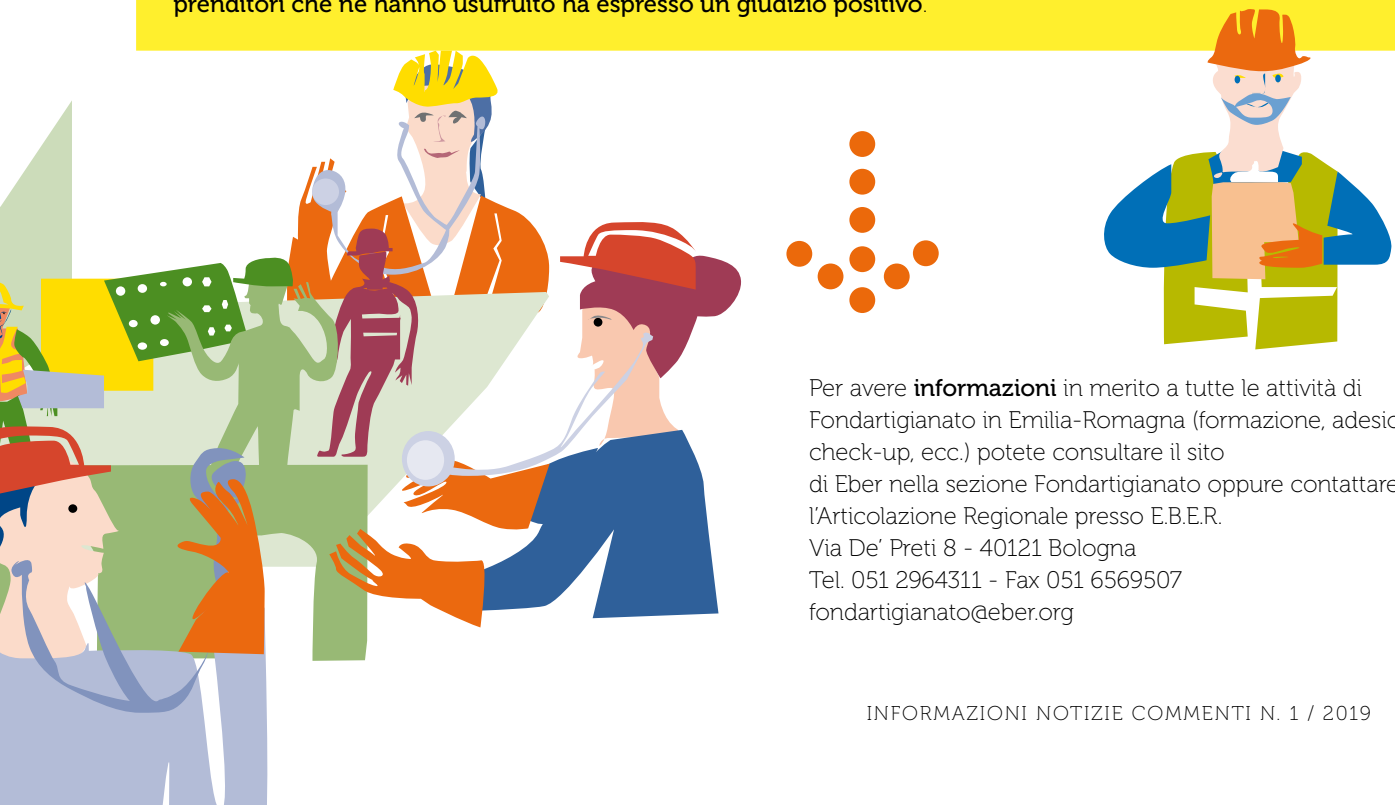 prenditori che ne hanno usufruito ha espresso un giudizio positivo.
Per avere informazioni in merito a tutte le attività di
Fondartigianato in Emilia-Romagna (formazione,
check-up, ecc.) potete consultare il sito
di Eber nella sezione Fondartigianato oppure contattare
l’Articolazione Regionale presso E.B.E.R.
Via De’ Preti 8 - 40121 Bologna
Tel. 051 2964311 - Fax 051 6569507
fondartigianato@eber.org
INFORMAZIONI NOTIZIE COMMENTI N. 1 / 2019